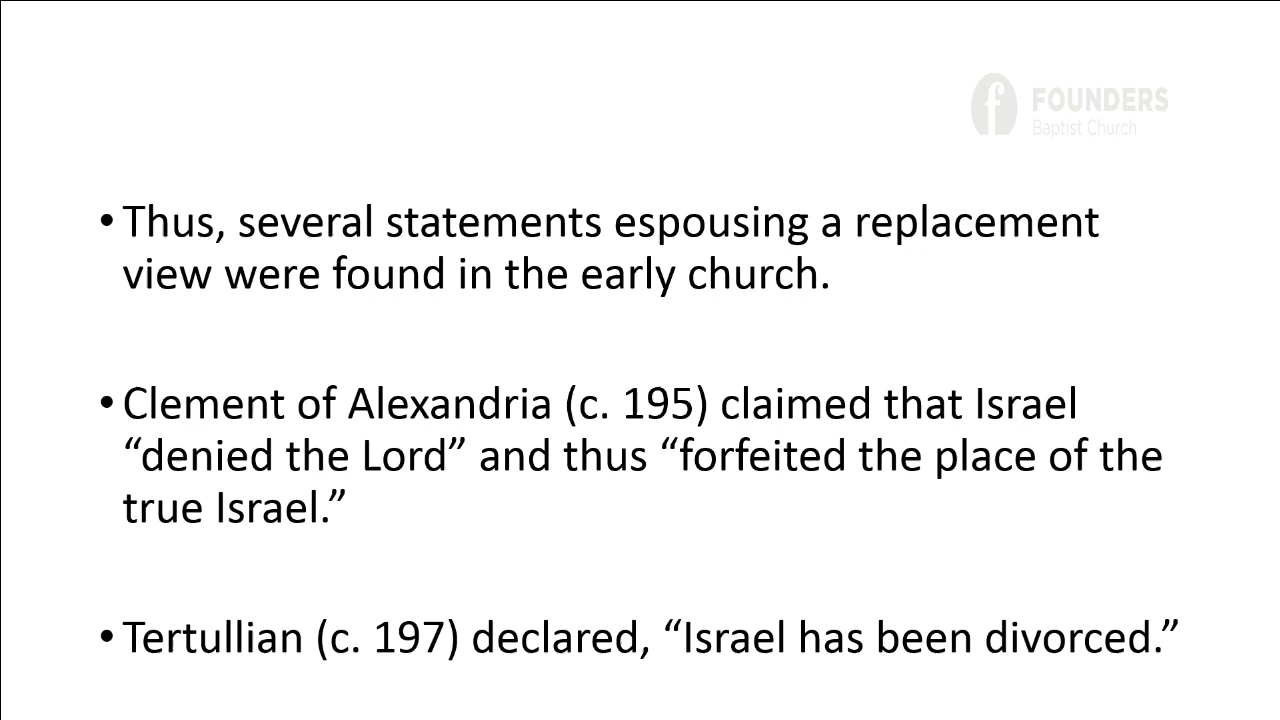 FOUNDERS
Baptist Church
• Thus, several statements espousing a replacement
view were found in the early church.
• Clement of Alexandria (c. 195) claimed that Israel
“denied the Lord” and thus “forfeited the place of the
true Israel.”
• Tertullian (c. 197) declared, “Israel has been divorced.”